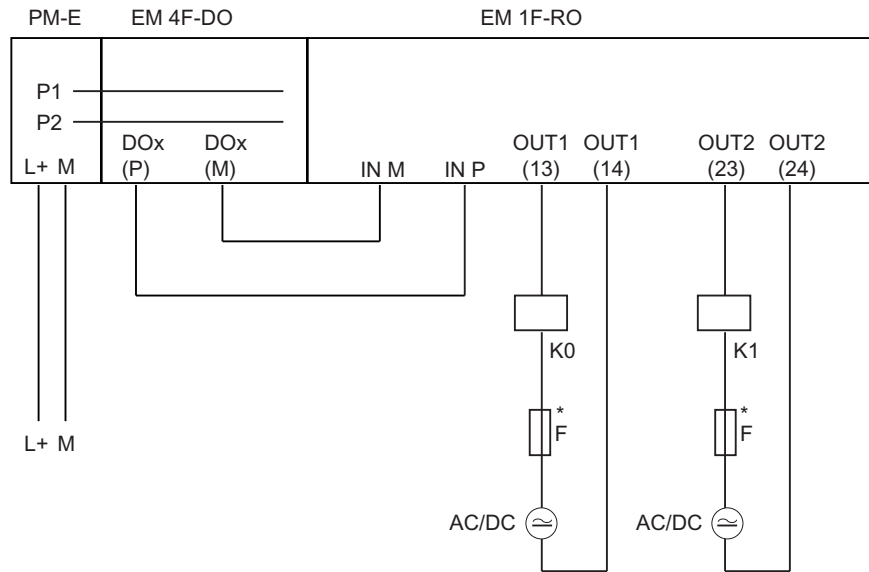 PM-E EM 4F-DO EM 1F-RO
P1
P2
DOx DOx OUT1 OUT1 OUT2 OUT2
L+ M (P) (M) IN M IN P (13) (14) (23) (24)
K0 K1
* *
F F
L+ M
AC/DC AC/DC